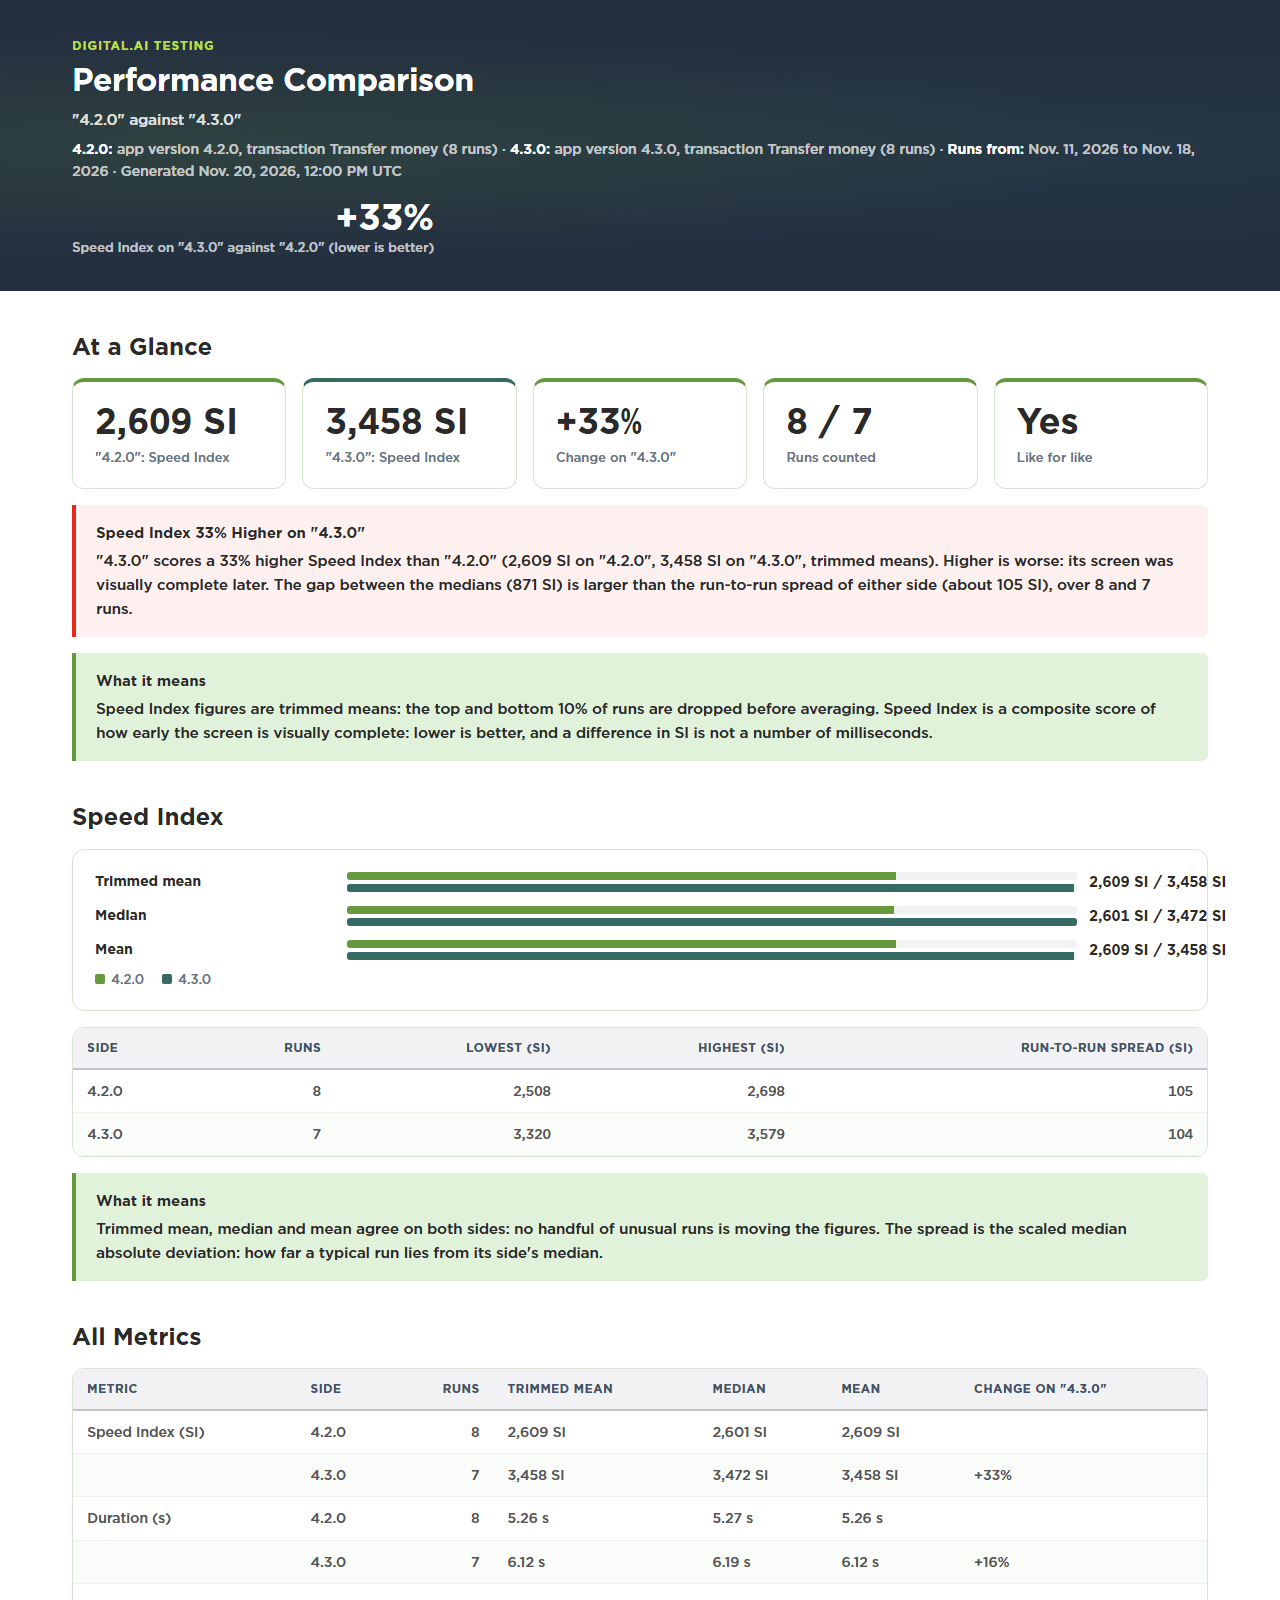 DIGITAL.AI TESTING
Performance Comparison
"4.2.0" against "4.3.0"
4.2.0: app version 4.2.0, transaction Transfer money (8 runs) · 4.3.0: app version 4.3.0, transaction Transfer money (8 runs) · Runs from: Nov. 11, 2026 to Nov. 18,
2026 · Generated Nov. 20, 2026, 12:00 PM UTC
+33%
Speed Index on "4.3.0" against "4.2.0" (lower is better)
At a Glance
2,609 SI
"4.2.0": Speed Index
3,458 SI
"4.3.0": Speed Index
+33%
Change on "4.3.0"
8 / 7
Runs counted
Yes
Like for like
Speed Index 33% Higher on "4.3.0"
"4.3.0" scores a 33% higher Speed Index than "4.2.0" (2,609 SI on "4.2.0", 3,458 SI on "4.3.0", trimmed means). Higher is worse: its screen was
visually complete later. The gap between the medians (871 SI) is larger than the run-to-run spread of either side (about 105 SI), over 8 and 7
runs.
What it means
Speed Index figures are trimmed means: the top and bottom 10% of runs are dropped before averaging. Speed Index is a composite score of
how early the screen is visually complete: lower is better, and a difference in SI is not a number of milliseconds.
Speed Index
Trimmed mean 2,609 SI / 3,458 SI
Median 2,601 SI / 3,472 SI
Mean 2,609 SI / 3,458 SI
4.2.0 4.3.0
SIDE RUNS LOWEST (SI) HIGHEST (SI) RUN-TO-RUN SPREAD (SI)
4.2.0 8 2,508 2,698 105
4.3.0 7 3,320 3,579 104
What it means
Trimmed mean, median and mean agree on both sides: no handful of unusual runs is moving the figures. The spread is the scaled median
absolute deviation: how far a typical run lies from its side's median.
All Metrics
METRIC SIDE RUNS TRIMMED MEAN MEDIAN MEAN CHANGE ON "4.3.0"
Speed Index (SI) 4.2.0 8 2,609 SI 2,601 SI 2,609 SI
4.3.0 7 3,458 SI 3,472 SI 3,458 SI +33%
Duration (s) 4.2.0 8 5.26 s 5.27 s 5.26 s
4.3.0 7 6.12 s 6.19 s 6.12 s +16%